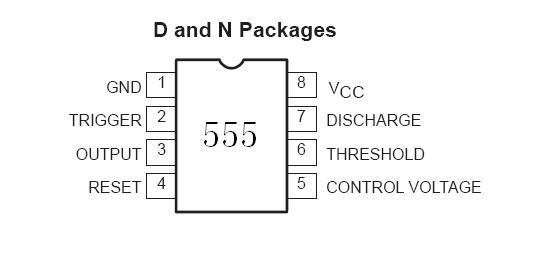 D and N Packages
GND 1 8 VCC
TRIGGER 2 7 DISCHARGE
555
OUTPUT 3 6 THRESHOLD
RESET 4 5 CONTROL VOLTAGE